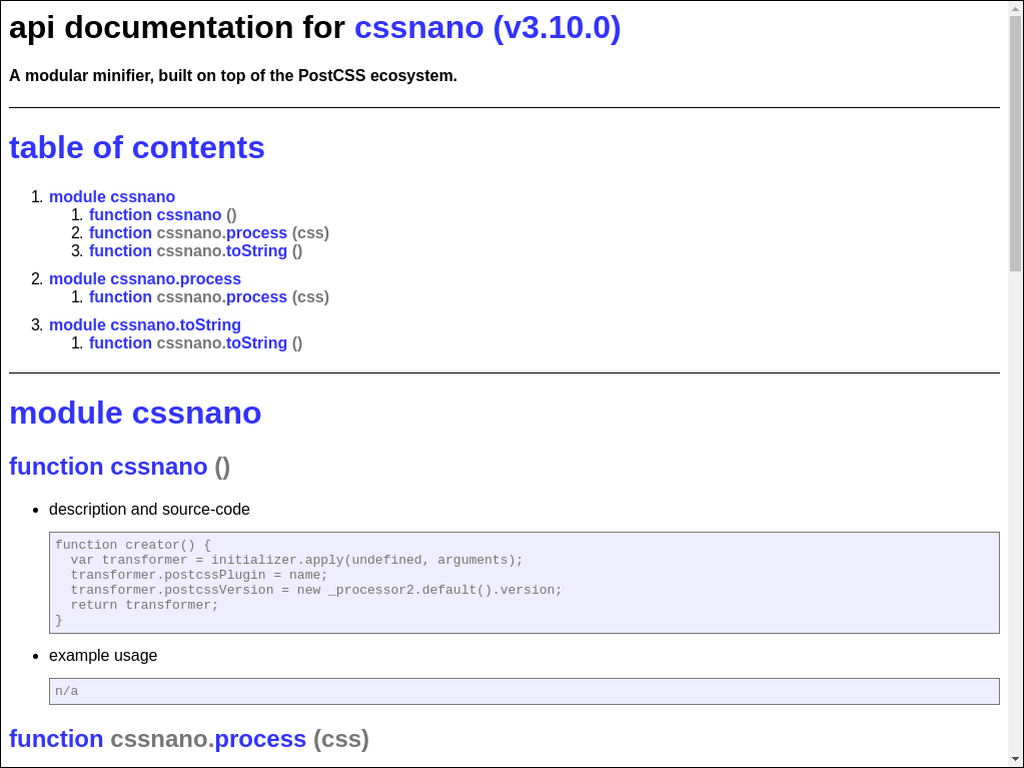 api documentation for cssnano (v3.10.0)
A modular minifier, built on top of the PostCSS ecosystem.
table of contents
1. module cssnano
1. function cssnano ()
2. function cssnano.process (css)
3. function cssnano.toString ()
2. module cssnano.process
1. function cssnano.process (css)
3. module cssnano.toString
1. function cssnano.toString ()
module cssnano
function cssnano ()
• description and source-code
function creator() {
  var transformer = initializer.apply(undefined, arguments);
  transformer.postcssPlugin = name;
  transformer.postcssVersion = new _processor2.default().version;
  return transformer;
}
• example usage
n/a
function cssnano.process (css)